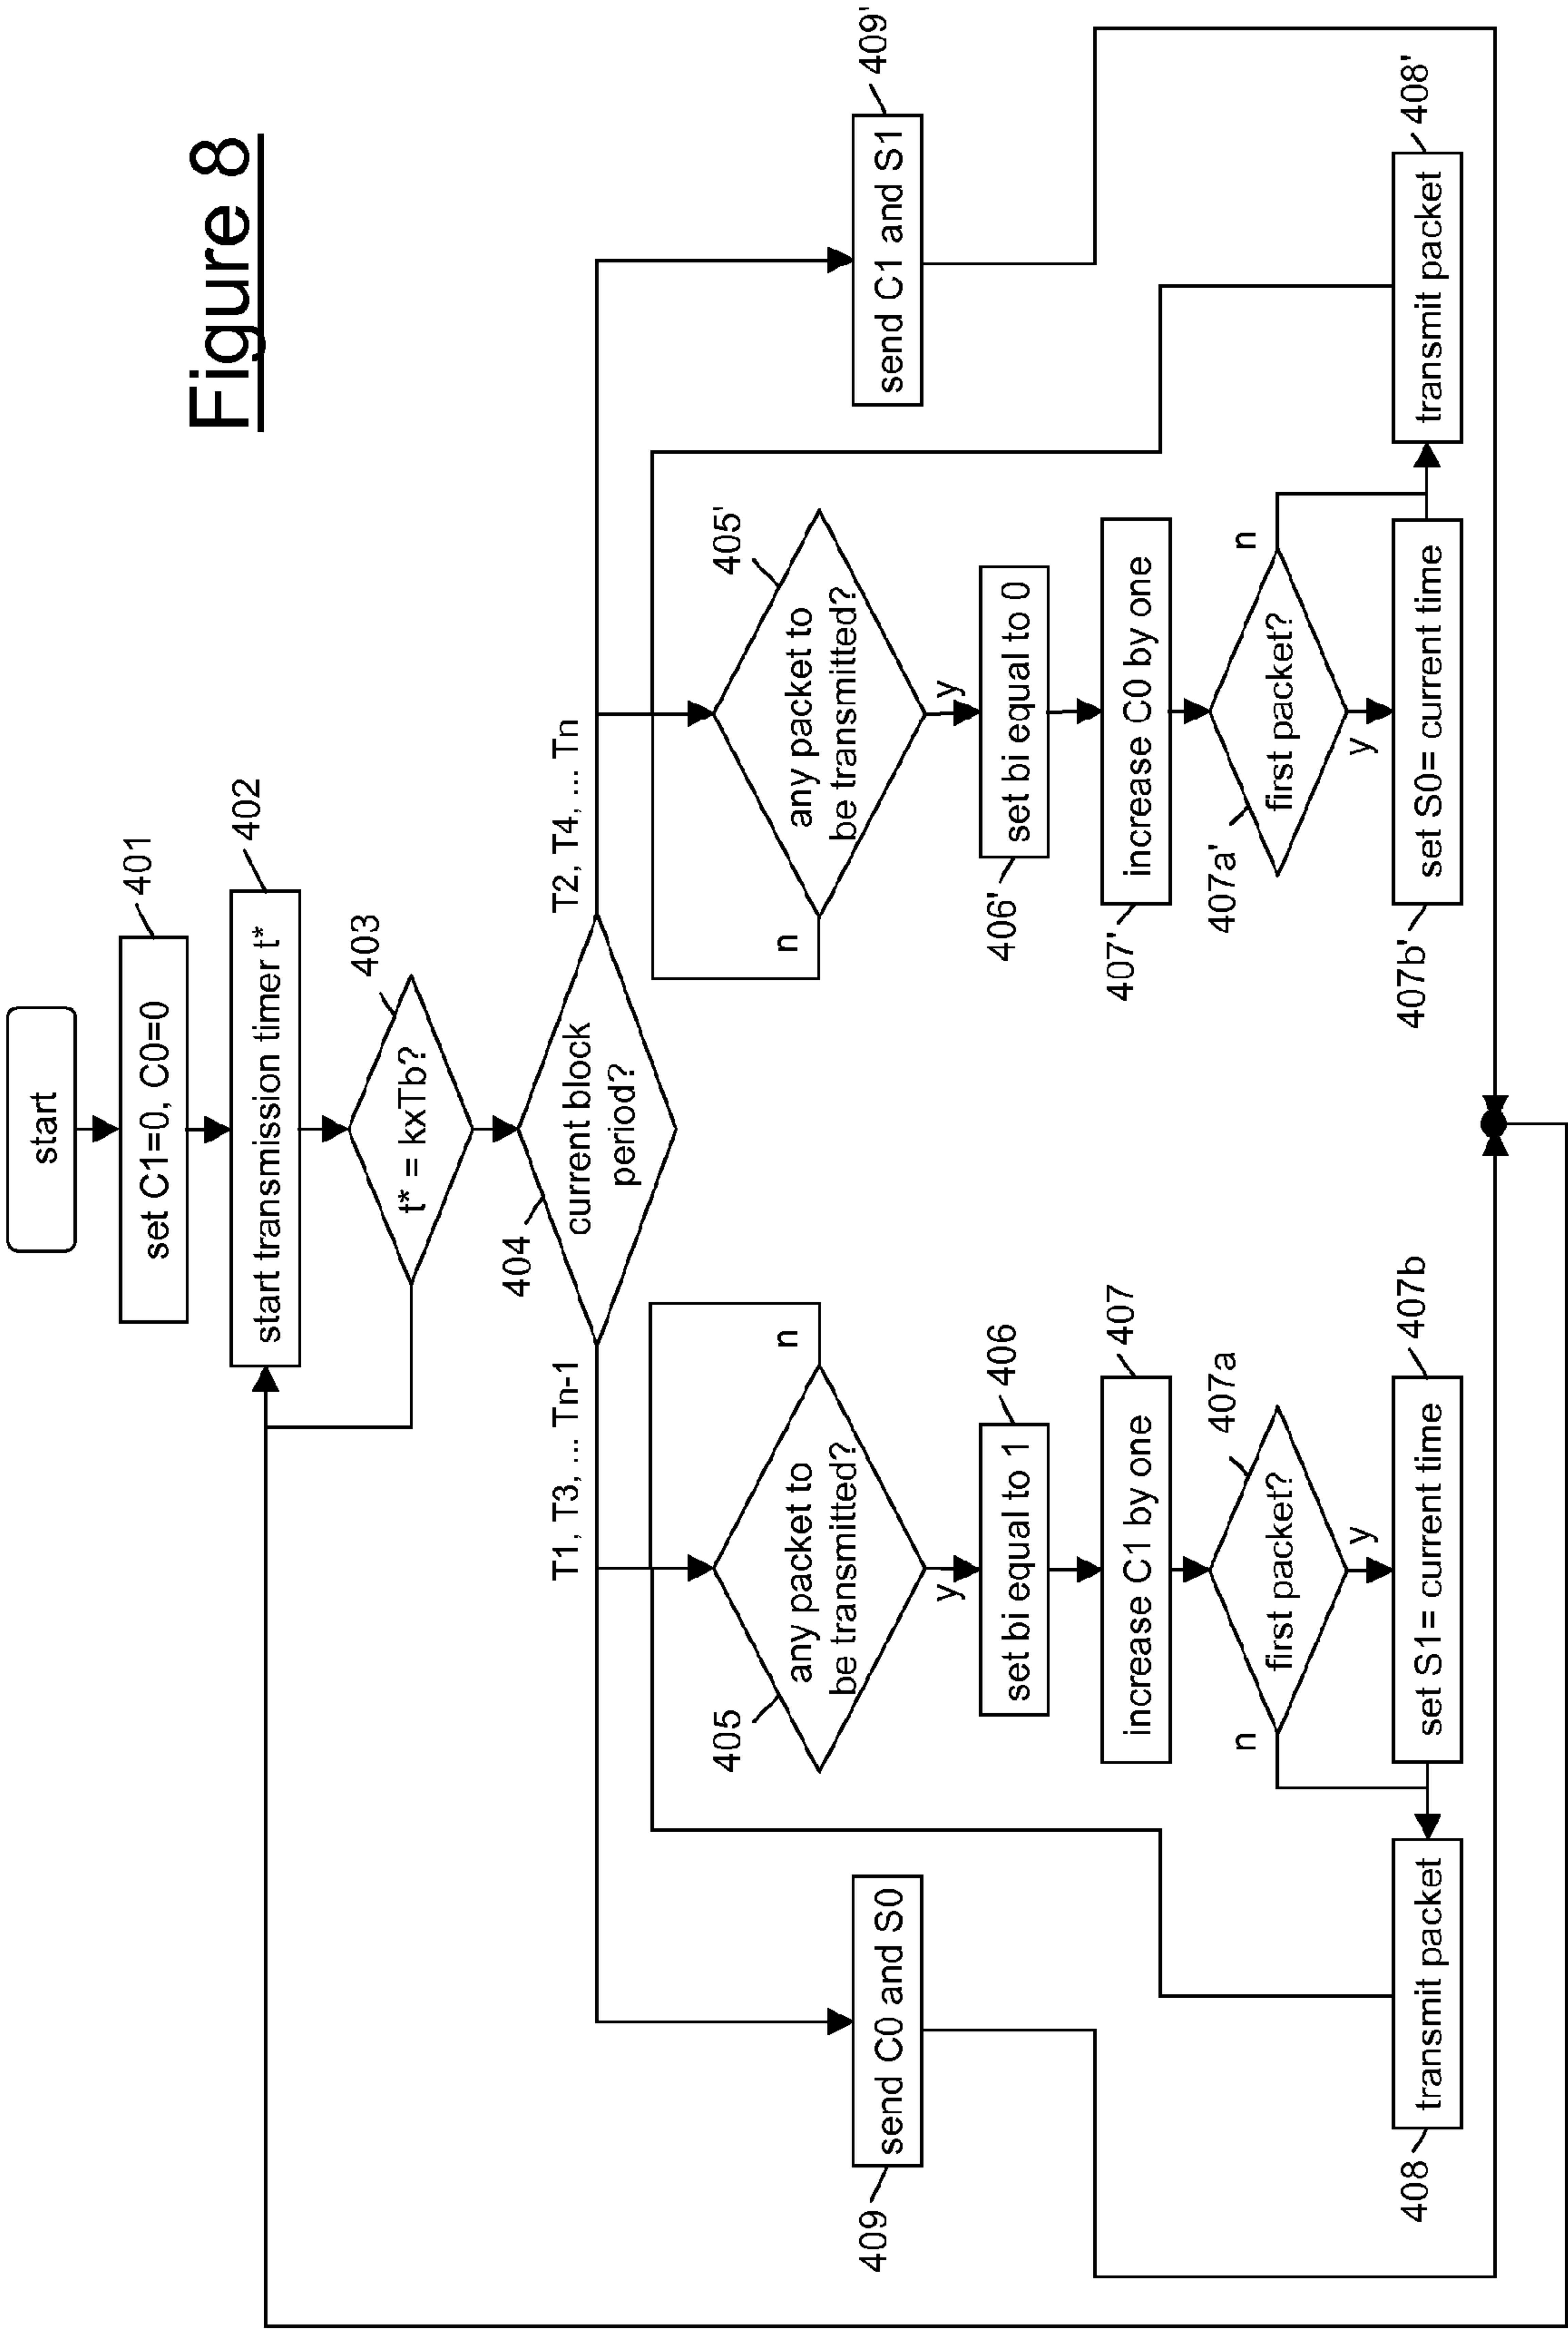 Figure 8
start
401
set C1=0, C0=0
402
start transmission timer t*
403
t* = kxTb?
404
current block
period?
T1, T3, ... Tn-1
T2, T4, ... Tn
405
any packet to
be transmitted?
n
y
406
set bi equal to 1
407
increase C1 by one
407a
first packet?
n
y
407b
set S1= current time
408
transmit packet
409
send C0 and S0
405'
any packet to
be transmitted?
n
y
406'
set bi equal to 0
407'
increase C0 by one
407a'
first packet?
n
y
407b'
set S0= current time
408'
transmit packet
409'
send C1 and S1